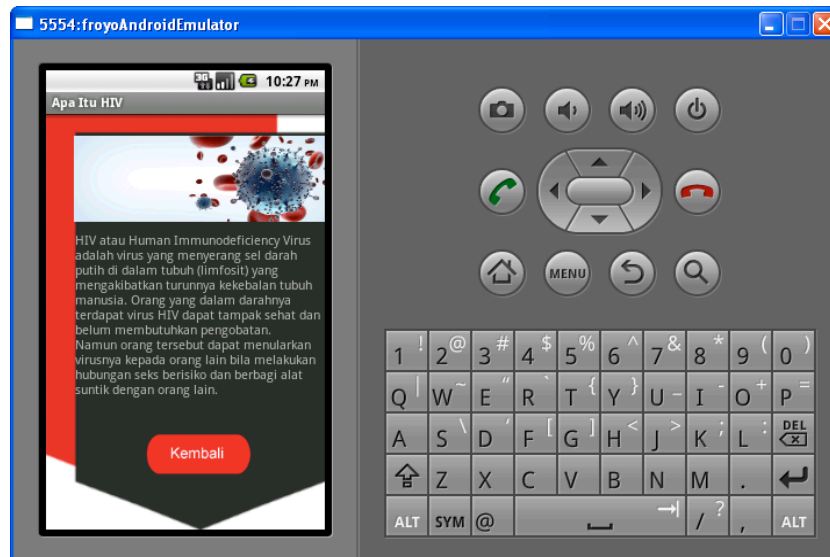 5554:froyoAndroidEmulator
3G
10:27 PM
Apa Itu HIV
HIV atau Human Immunodeficiency Virus
adalah virus yang menyerang sel darah
putih di dalam tubuh (limfosit) yang
mengakibatkan turunnya kekebalan tubuh
manusia. Orang yang dalam darahnya
terdapat virus HIV dapat tampak sehat dan
belum membutuhkan pengobatan.
Namun orang tersebut dapat menularkan
virusnya kepada orang lain bila melakukan
hubungan seks berisiko dan berbagi alat
suntik dengan orang lain.
Kembali
MENU
1 ! 2 @ 3 # 4 $ 5 % 6 ^ 7 & 8 * 9 ( 0 )
Q | W ~ E " R ` T { Y } U _ I - O + P =
A S \ D ' F [ G ] H < J > K ; L : DEL
Z X C V B N M .
ALT SYM @ / ? , ALT